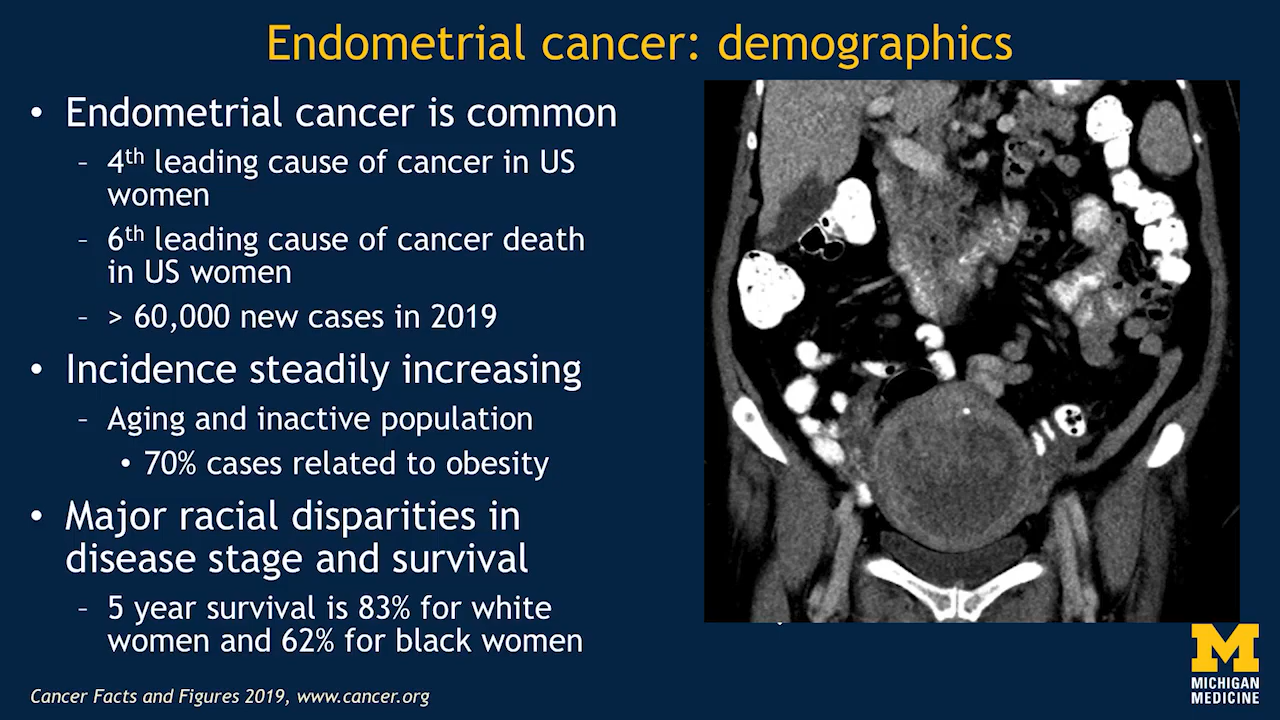 Endometrial cancer: demographics
• Endometrial cancer is common
– 4th leading cause of cancer in US
women
– 6th leading cause of cancer death
in US women
– > 60,000 new cases in 2019
• Incidence steadily increasing
– Aging and inactive population
• 70% cases related to obesity
• Major racial disparities in
disease stage and survival
– 5 year survival is 83% for white
women and 62% for black women
Cancer Facts and Figures 2019, www.cancer.org
M
MICHIGAN
MEDICINE